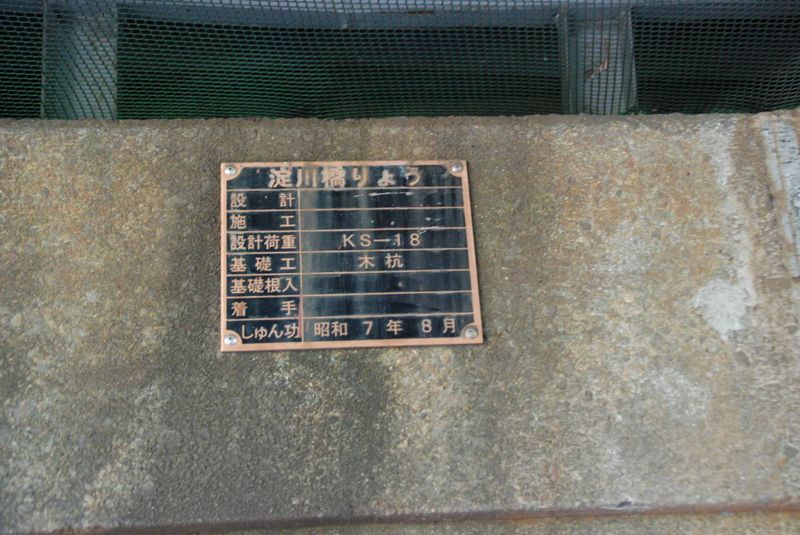 淀川橋りょう
設計
施工
設計荷重 KS-18
基礎工 木杭
基礎根入
着手
しゅん功 昭和7年8月